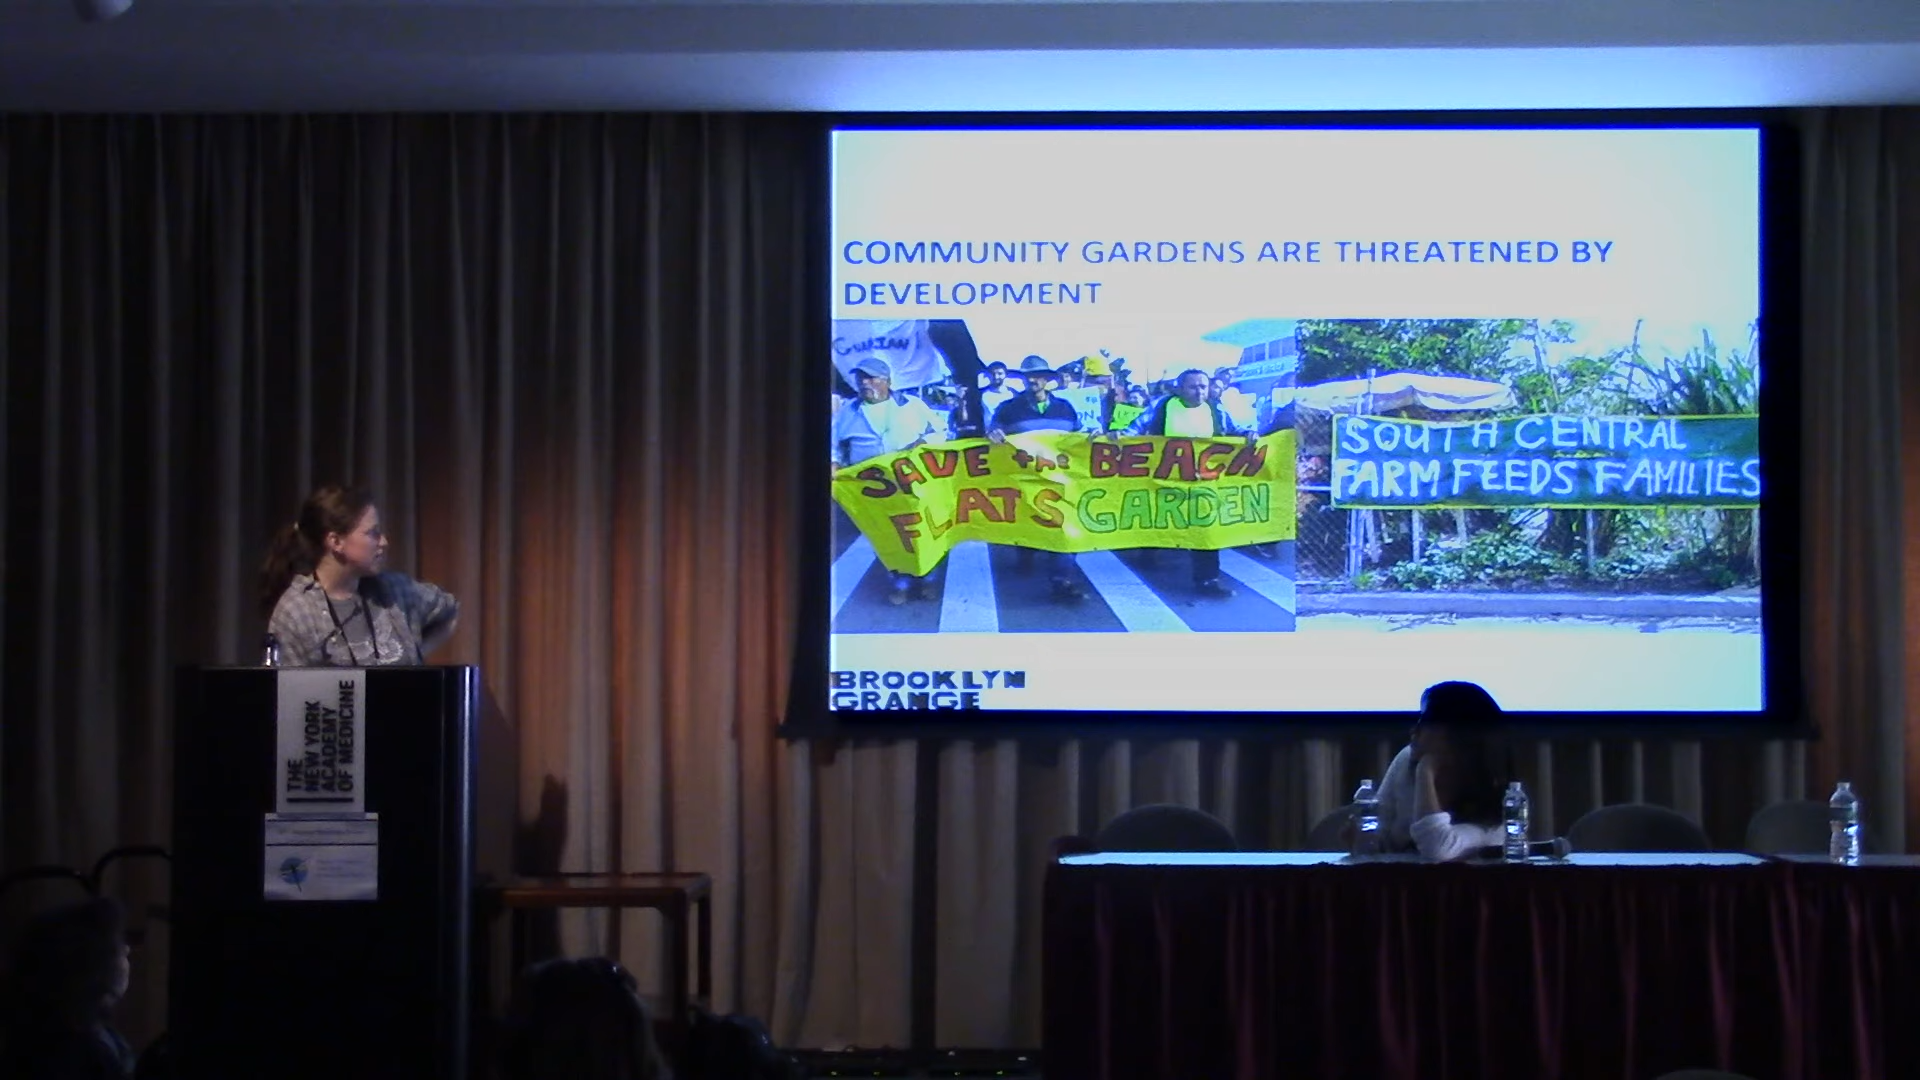 COMMUNITY GARDENS ARE THREATENED BY
DEVELOPMENT
SAVE the BEACH
FLATS GARDEN
SOUTH CENTRAL
FARM FEEDS FAMILIES
BROOKLYN
GRANGE
THE
NEW YORK
ACADEMY
OF MEDICINE